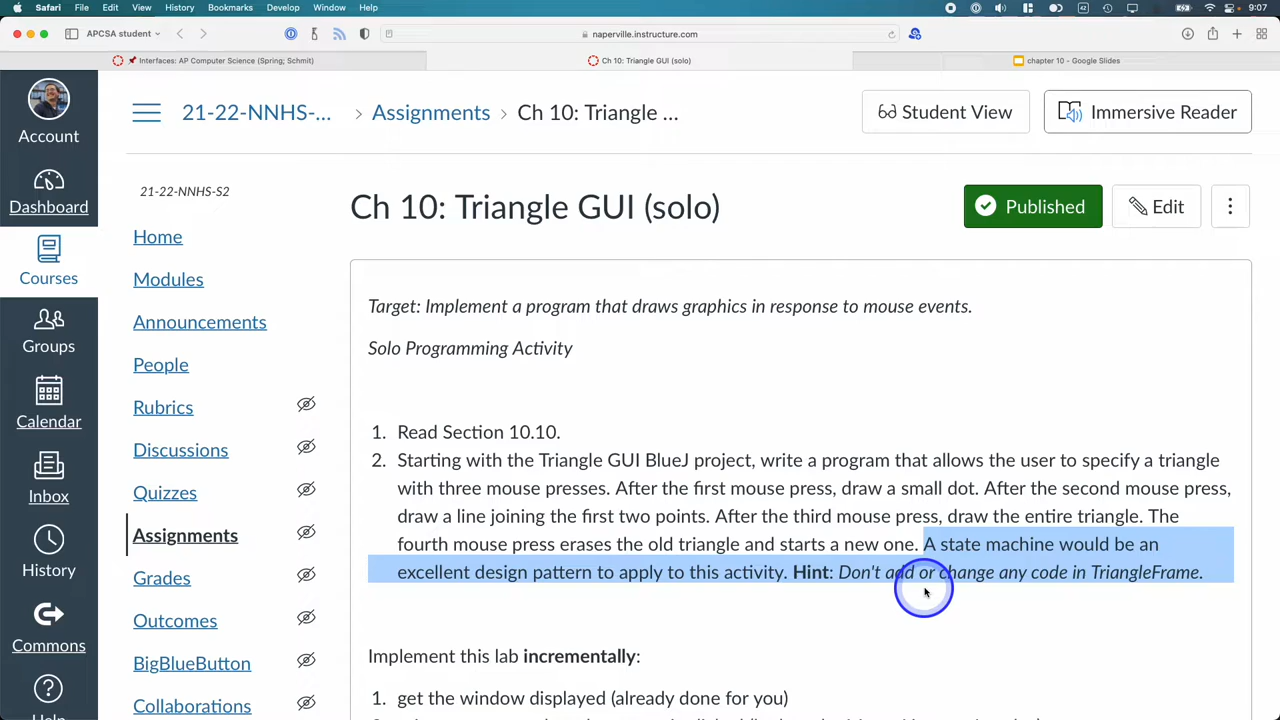 Safari File Edit View History Bookmarks Develop Window Help 9:07
APCSA student naperville.instructure.com
Interfaces: AP Computer Science (Spring; Schmit) Ch 10: Triangle GUI (solo) chapter 10 - Google Slides
Account
Dashboard
Courses
Groups
Calendar
Inbox
History
Commons
Help
21-22-NNHS-... › Assignments › Ch 10: Triangle ... Student View Immersive Reader
21-22-NNHS-S2
Home
Modules
Announcements
People
Rubrics
Discussions
Quizzes
Assignments
Grades
Outcomes
BigBlueButton
Collaborations
Ch 10: Triangle GUI (solo) Published Edit
Target: Implement a program that draws graphics in response to mouse events.
Solo Programming Activity
1. Read Section 10.10.
2. Starting with the Triangle GUI BlueJ project, write a program that allows the user to specify a triangle
with three mouse presses. After the first mouse press, draw a small dot. After the second mouse press,
draw a line joining the first two points. After the third mouse press, draw the entire triangle. The
fourth mouse press erases the old triangle and starts a new one. A state machine would be an
excellent design pattern to apply to this activity. Hint: Don't add or change any code in TriangleFrame.
Implement this lab incrementally:
1. get the window displayed (already done for you)